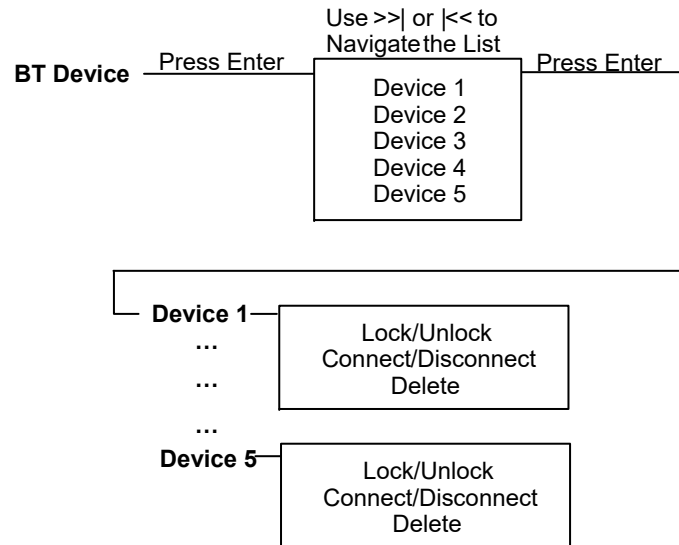 Use >>| or |<< to
Navigate the List
BT Device
Press Enter
Device 1
Device 2
Device 3
Device 4
Device 5
Press Enter
Device 1
Lock/Unlock
Connect/Disconnect
Delete
...
...
...
Device 5
Lock/Unlock
Connect/Disconnect
Delete